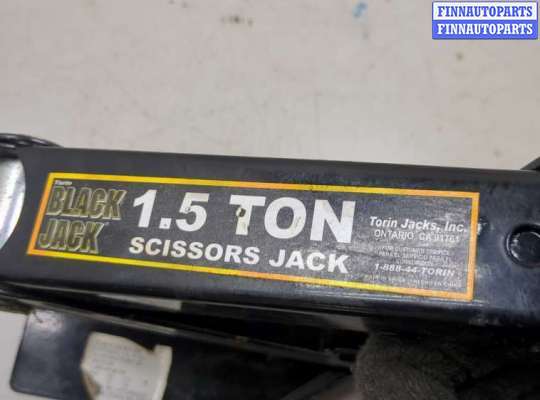 FINNAUTOPARTS
FINNAUTOPARTS
Torin
BLACK
JACK
1.5 TON
SCISSORS JACK
Torin Jacks, Inc.
ONTARIO, CA 91761
1-888-44-TORIN